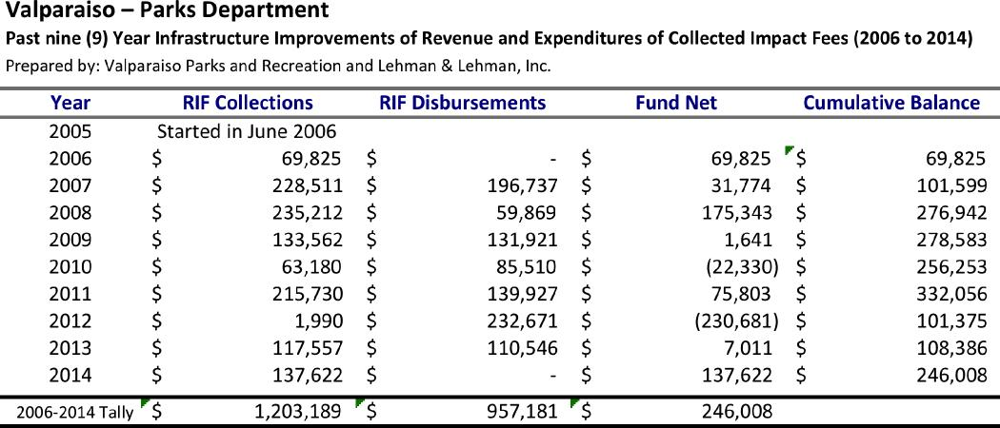 Valparaiso – Parks Department
Past nine (9) Year Infrastructure Improvements of Revenue and Expenditures of Collected Impact Fees (2006 to 2014)
Prepared by: Valparaiso Parks and Recreation and Lehman & Lehman, Inc.
Year RIF Collections RIF Disbursements Fund Net Cumulative Balance
2005 Started in June 2006
2006 $ 69,825 $ - $ 69,825 $ 69,825
2007 $ 228,511 $ 196,737 $ 31,774 $ 101,599
2008 $ 235,212 $ 59,869 $ 175,343 $ 276,942
2009 $ 133,562 $ 131,921 $ 1,641 $ 278,583
2010 $ 63,180 $ 85,510 $ (22,330) $ 256,253
2011 $ 215,730 $ 139,927 $ 75,803 $ 332,056
2012 $ 1,990 $ 232,671 $ (230,681) $ 101,375
2013 $ 117,557 $ 110,546 $ 7,011 $ 108,386
2014 $ 137,622 $ - $ 137,622 $ 246,008
2006-2014 Tally $ 1,203,189 $ 957,181 $ 246,008